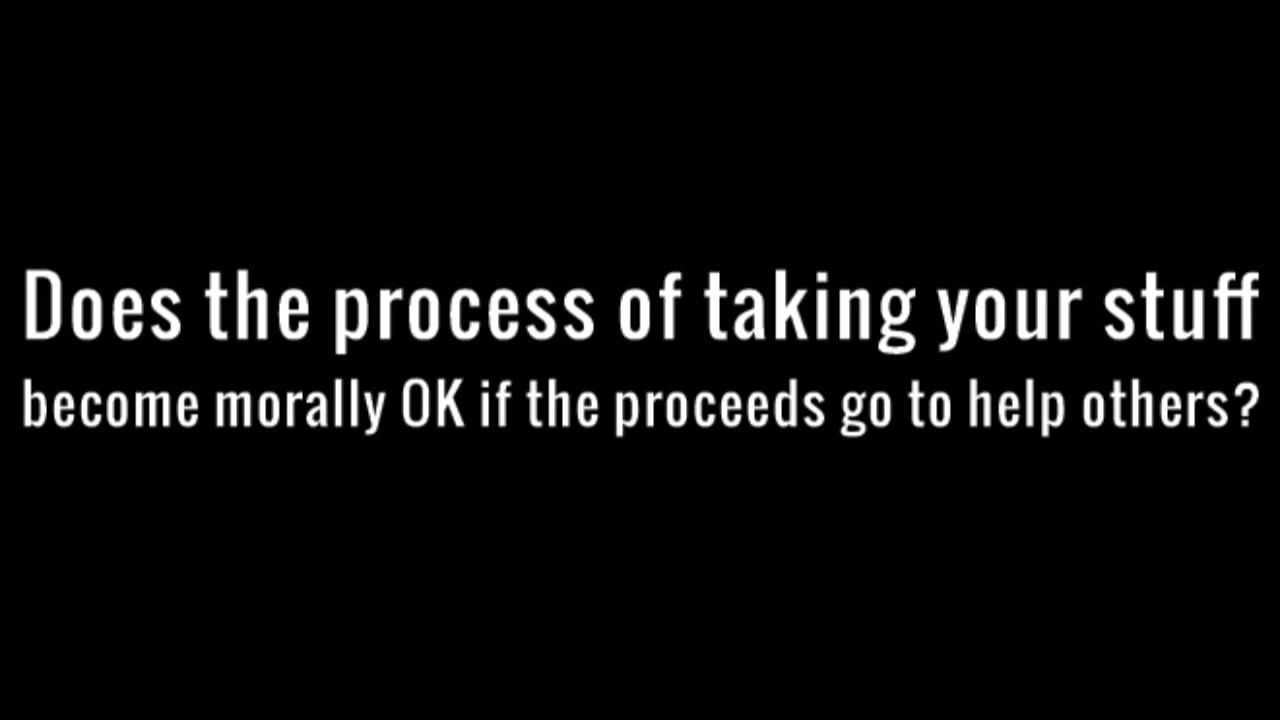 Does the process of taking your stuff
become morally OK if the proceeds go to help others?